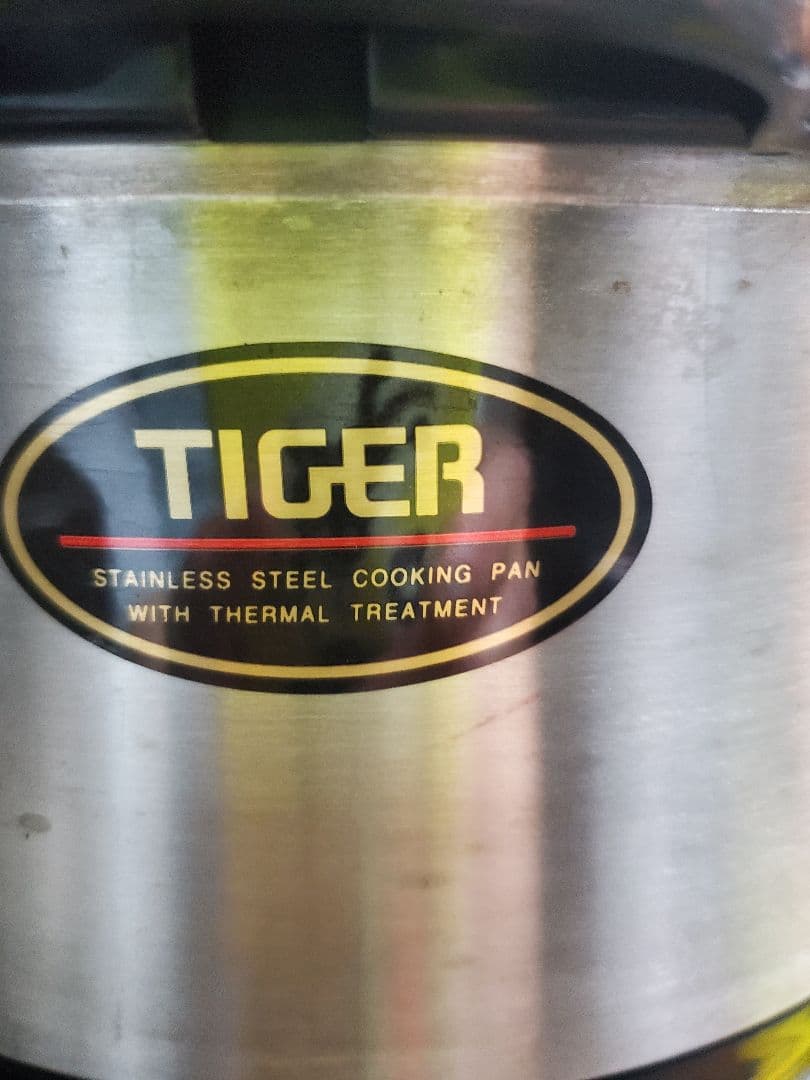 TIGER
STAINLESS STEEL COOKING PAN
WITH THERMAL TREATMENT